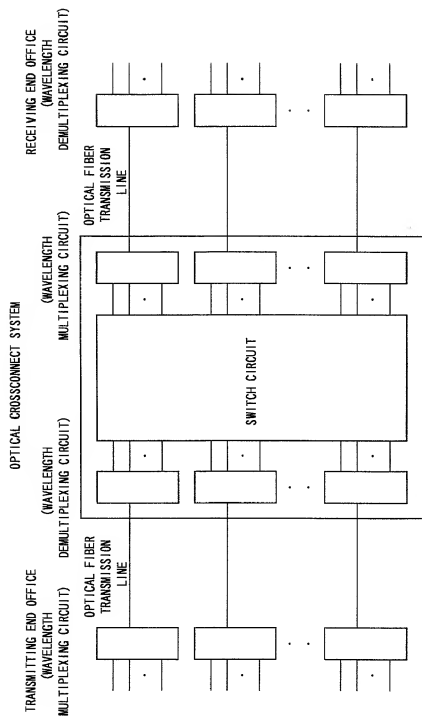 OPTICAL CROSSCONNECT SYSTEM
TRANSMITTING END OFFICE
(WAVELENGTH
MULTIPLEXING CIRCUIT)
OPTICAL FIBER
TRANSMISSION
LINE
(WAVELENGTH
DEMULTIPLEXING CIRCUIT)
SWITCH CIRCUIT
(WAVELENGTH
MULTIPLEXING CIRCUIT)
OPTICAL FIBER
TRANSMISSION
LINE
RECEIVING END OFFICE
(WAVELENGTH
DEMULTIPLEXING CIRCUIT)